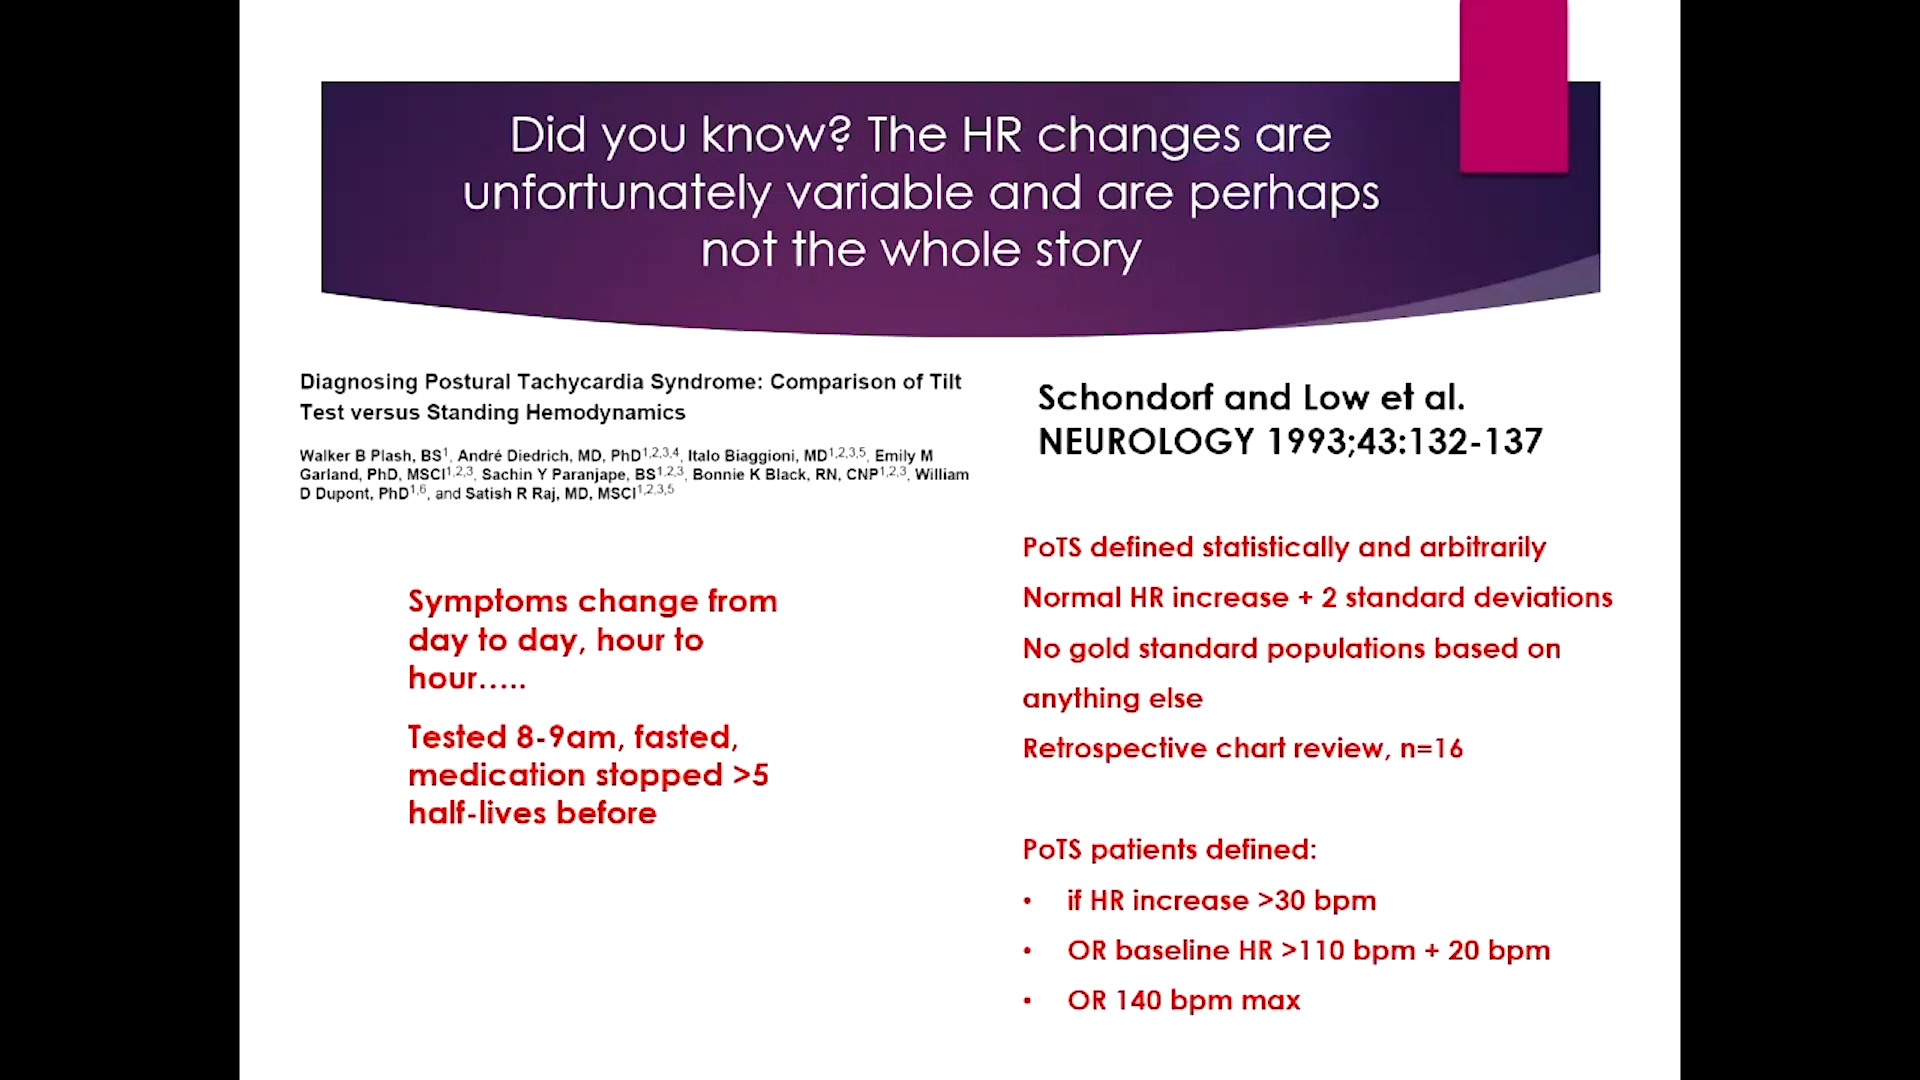 Did you know? The HR changes are
unfortunately variable and are perhaps
not the whole story
Diagnosing Postural Tachycardia Syndrome: Comparison of Tilt
Test versus Standing Hemodynamics
Walker B Plash, BS1, André Diedrich, MD, PhD1,2,3,4, Italo Biaggioni, MD1,2,3,5, Emily M
Garland, PhD, MSCI1,2,3, Sachin Y Paranjape, BS1,2,3, Bonnie K Black, RN, CNP1,2,3, William
D Dupont, PhD1,6, and Satish R Raj, MD, MSCI1,2,3,5
Symptoms change from
day to day, hour to
hour…..
Tested 8-9am, fasted,
medication stopped >5
half-lives before
Schondorf and Low et al.
NEUROLOGY 1993;43:132-137
PoTS defined statistically and arbitrarily
Normal HR increase + 2 standard deviations
No gold standard populations based on
anything else
Retrospective chart review, n=16
PoTS patients defined:
• if HR increase >30 bpm
• OR baseline HR >110 bpm + 20 bpm
• OR 140 bpm max